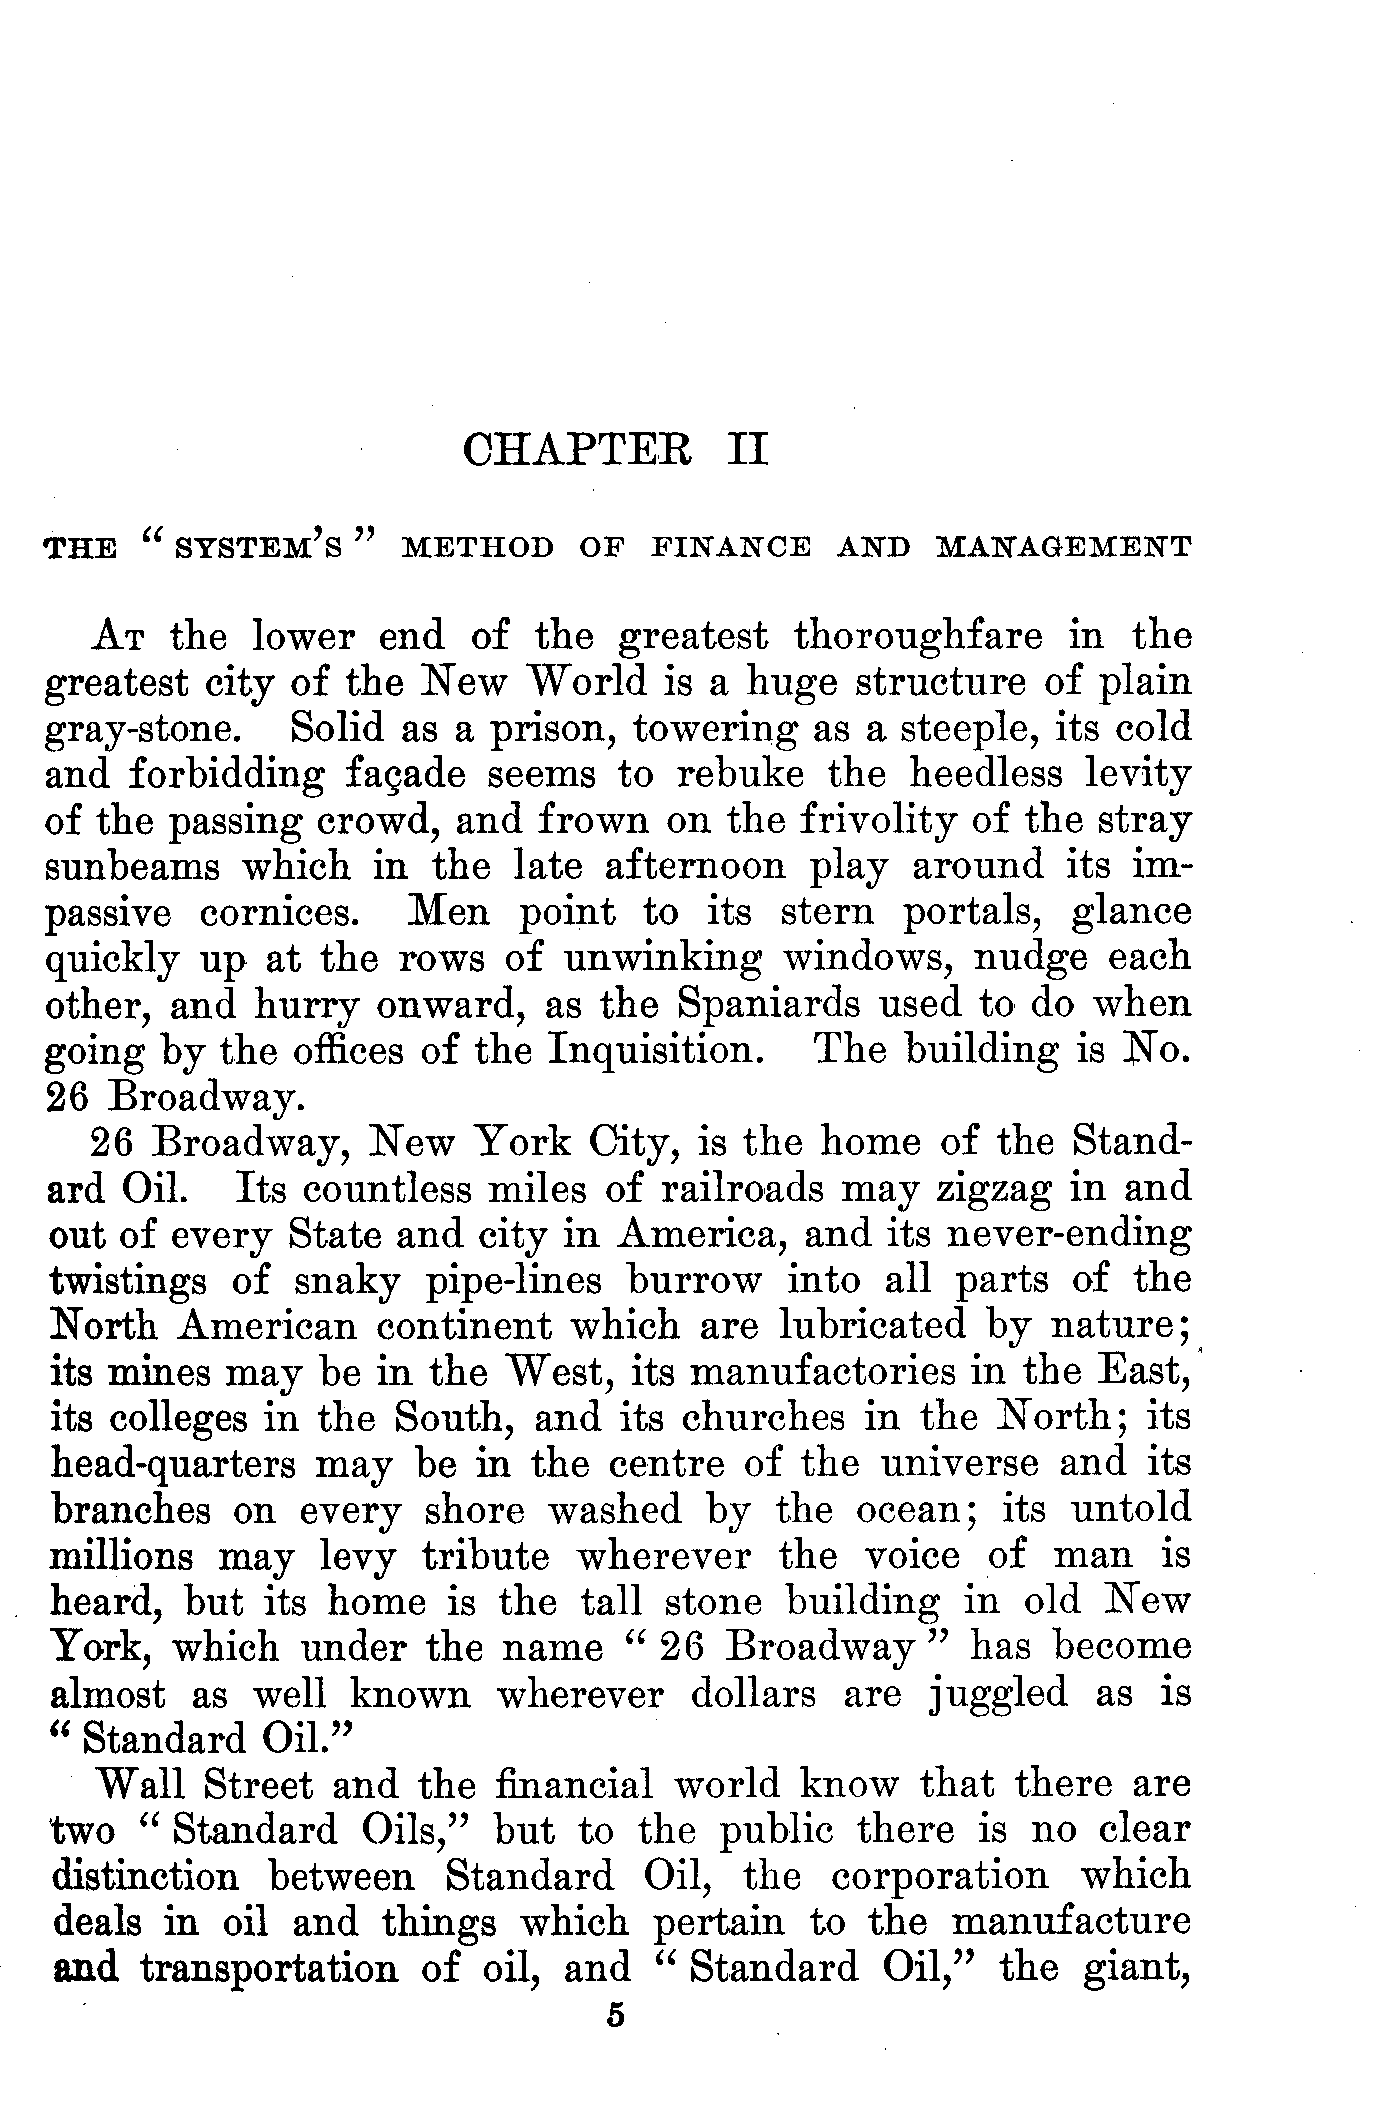 CHAPTER II
THE " SYSTEM'S " METHOD OF FINANCE AND MANAGEMENT
AT the lower end of the greatest thoroughfare in the
greatest city of the New World is a huge structure of plain
gray-stone. Solid as a prison, towering as a steeple, its cold
and forbidding façade seems to rebuke the heedless levity
of the passing crowd, and frown on the frivolity of the stray
sunbeams which in the late afternoon play around its im-
passive cornices. Men point to its stern portals, glance
quickly up at the rows of unwinking windows, nudge each
other, and hurry onward, as the Spaniards used to do when
going by the offices of the Inquisition. The building is No.
26 Broadway.
26 Broadway, New York City, is the home of the Stand-
ard Oil. Its countless miles of railroads may zigzag in and
out of every State and city in America, and its never-ending
twistings of snaky pipe-lines burrow into all parts of the
North American continent which are lubricated by nature;
its mines may be in the West, its manufactories in the East,
its colleges in the South, and its churches in the North; its
head-quarters may be in the centre of the universe and its
branches on every shore washed by the ocean; its untold
millions may levy tribute wherever the voice of man is
heard, but its home is the tall stone building in old New
York, which under the name " 26 Broadway " has become
almost as well known wherever dollars are juggled as is
" Standard Oil."
Wall Street and the financial world know that there are
two " Standard Oils," but to the public there is no clear
distinction between Standard Oil, the corporation which
deals in oil and things which pertain to the manufacture
and transportation of oil, and " Standard Oil," the giant,
5